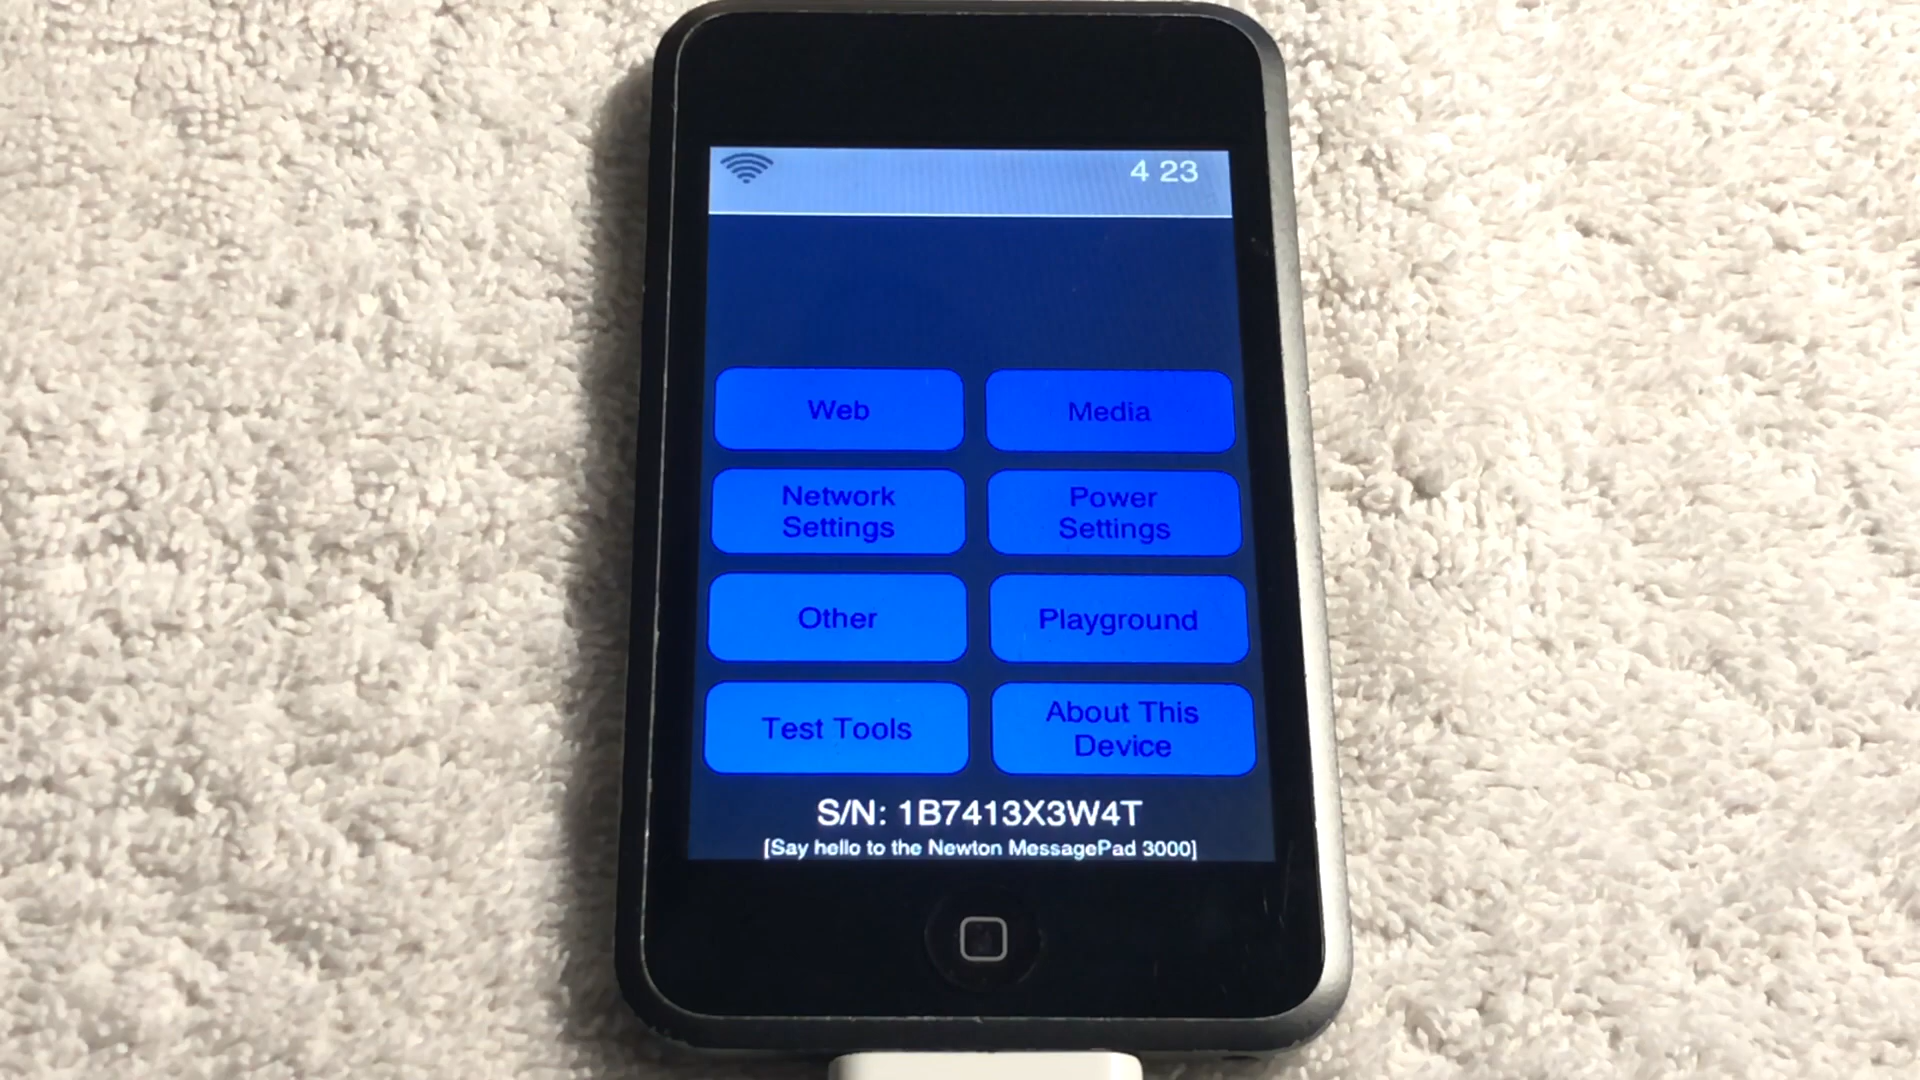 4 23
Web
Media
Network
Settings
Power
Settings
Other
Playground
Test Tools
About This
Device
S/N: 1B7413X3W4T
[Say hello to the Newton MessagePad 3000]